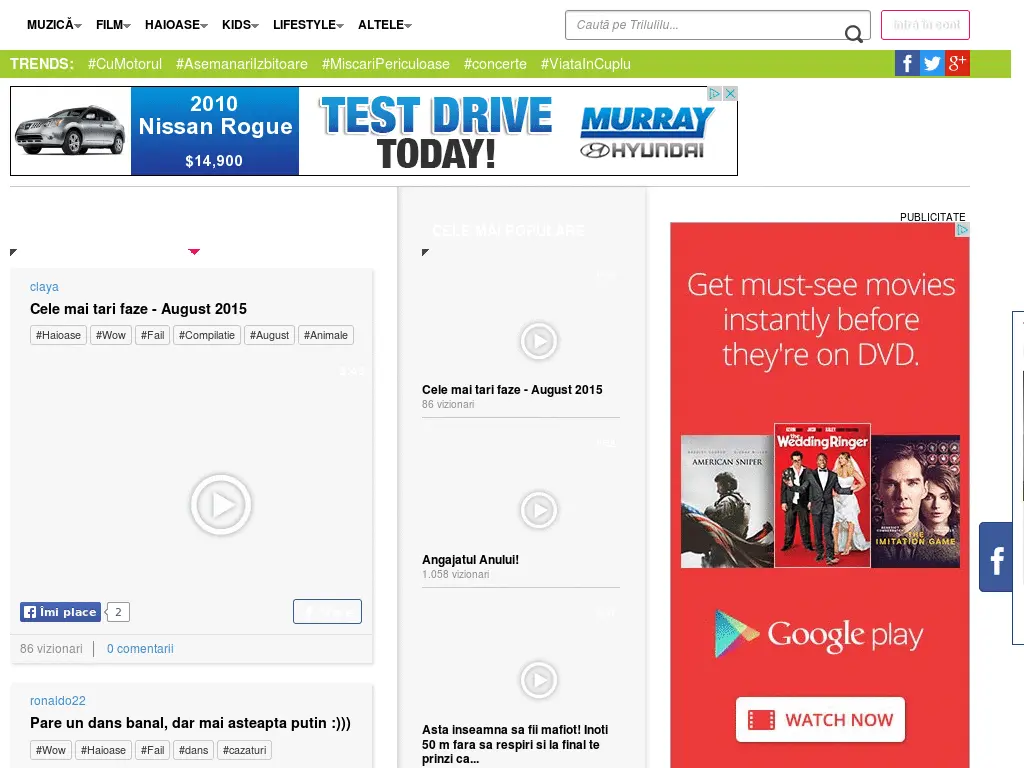 MUZICĂ
FILM
HAIOASE
KIDS
LIFESTYLE
ALTELE
Caută pe Trilulilu...
Intră în cont
TRENDS:
#CuMotorul
#AsemanariIzbitoare
#MiscariPericuloase
#concerte
#ViataInCuplu
2010
Nissan Rogue
$14,900
TEST DRIVE
TODAY!
MURRAY
HYUNDAI
claya
Cele mai tari faze - August 2015
#Haioase
#Wow
#Fail
#Compilatie
#August
#Animale
Îmi place
2
86 vizionari
0 comentarii
ronaldo22
Pare un dans banal, dar mai asteapta putin :)))
#Wow
#Haioase
#Fail
#dans
#cazaturi
CELE MAI POPULARE
Cele mai tari faze - August 2015
86 vizionari
Angajatul Anului!
1.058 vizionari
Asta inseamna sa fii mafiot! Inoti
50 m fara sa respiri si la final te
prinzi ca...
PUBLICITATE
Get must-see movies
instantly before
they're on DVD.
AMERICAN SNIPER
The
Wedding Ringer
THE
IMITATION GAME
Google play
WATCH NOW